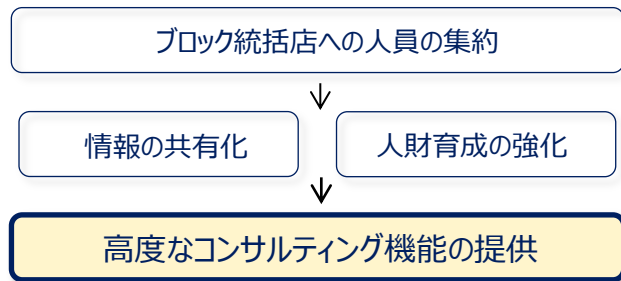 ブロック統括店への人員の集約
情報の共有化
人財育成の強化
高度なコンサルティング機能の提供